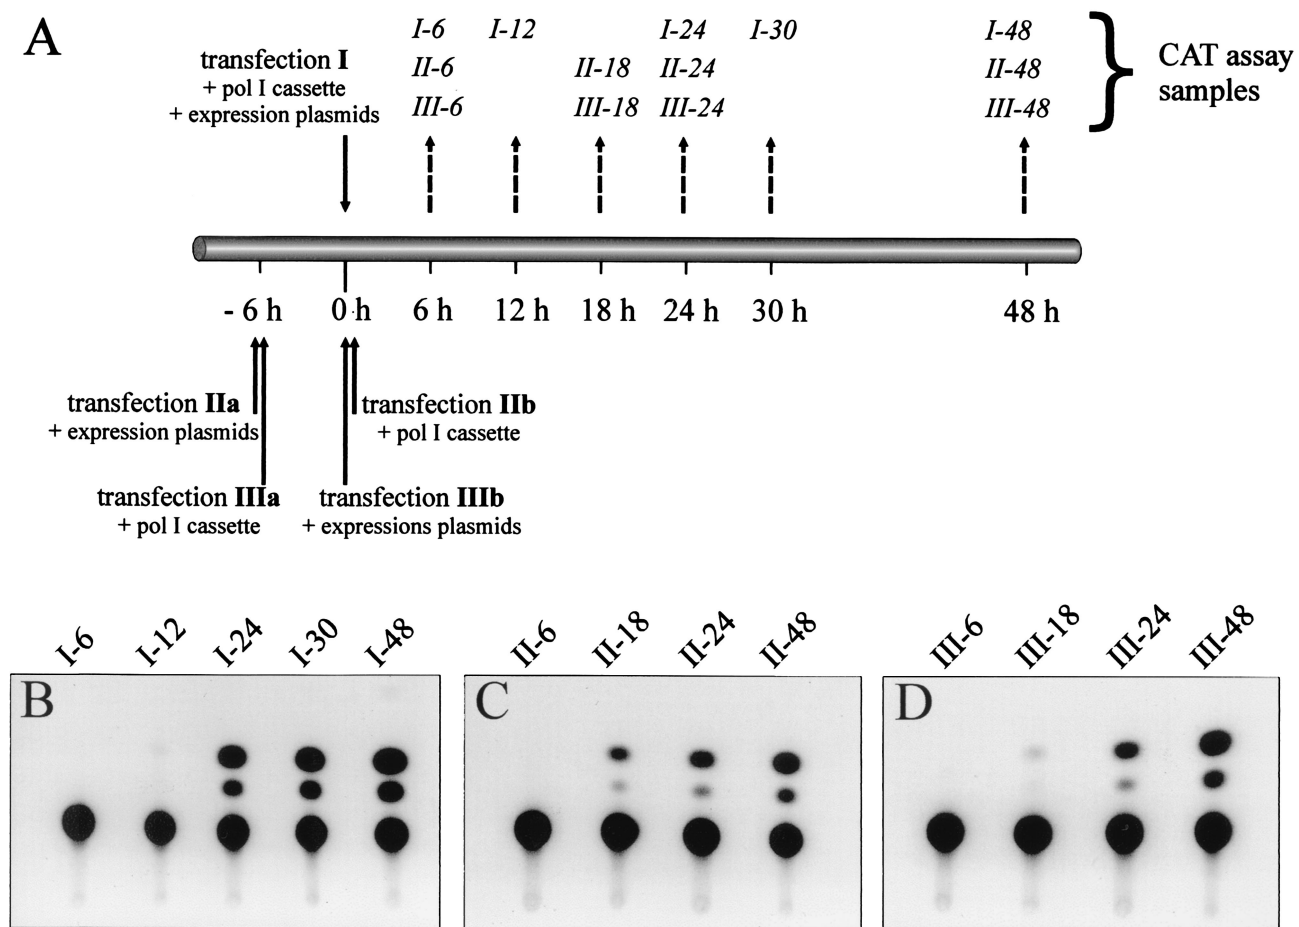 A
transfection I
+ pol I cassette
+ expression plasmids
I-6 I-12 I-24 I-30 I-48
II-6 II-18 II-24 II-48
III-6 III-18 III-24 III-48
CAT assay
samples
- 6 h 0 h 6 h 12 h 18 h 24 h 30 h 48 h
transfection IIa
+ expression plasmids
transfection IIb
+ pol I cassette
transfection IIIa
+ pol I cassette
transfection IIIb
+ expressions plasmids
I-6 I-12 I-24 I-30 I-48
B
II-6 II-18 II-24 II-48
C
III-6 III-18 III-24 III-48
D